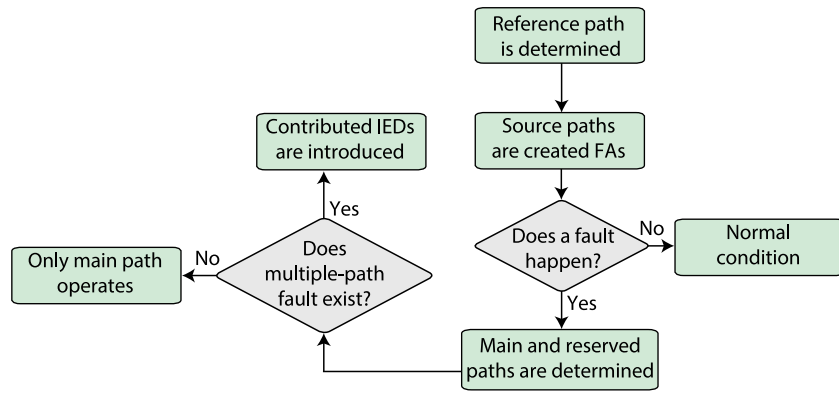 Reference path
is determined
Source paths
are created FAs
Does a fault
happen?
No
Normal
condition
Yes
Main and reserved
paths are determined
Does
multiple-path
fault exist?
Yes
Contributed IEDs
are introduced
No
Only main path
operates